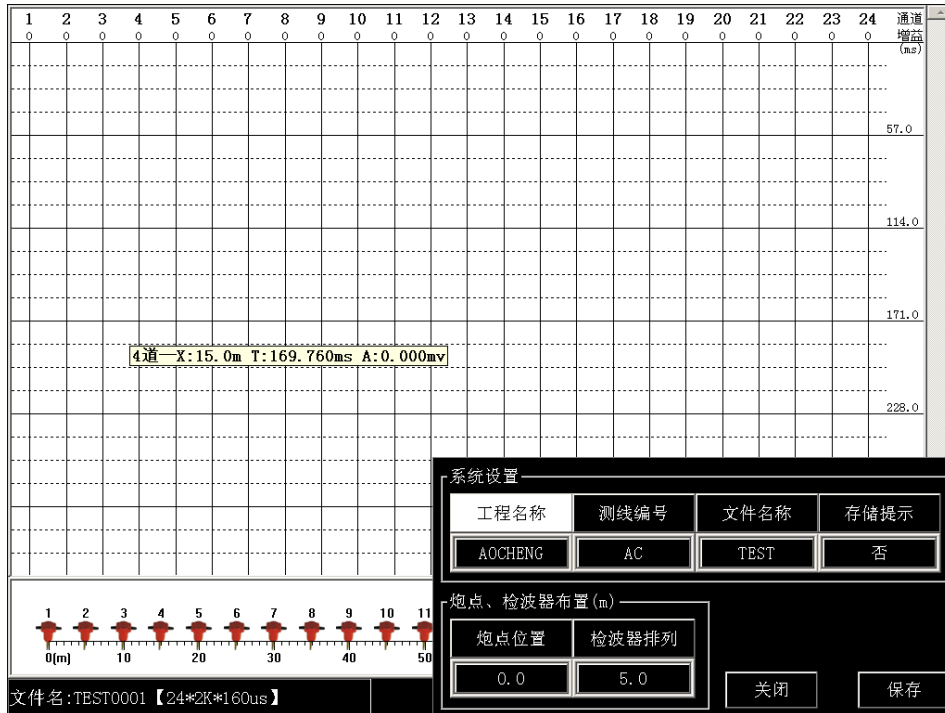 1 2 3 4 5 6 7 8 9 10 11 12 13 14 15 16 17 18 19 20 21 22 23 24 通道
0 0 0 0 0 0 0 0 0 0 0 0 0 0 0 0 0 0 0 0 0 0 0 0 增益
(ms)
57.0
114.0
171.0
4道—X:15.0m T:169.760ms A:0.000mv
228.0
系统设置
工程名称 测线编号 文件名称 存储提示
AOCHENG AC TEST 否
炮点、检波器布置(m)
炮点位置 检波器排列
0.0 5.0
关闭 保存
1 2 3 4 5 6 7 8 9 10 11
0(m) 10 20 30 40 50
文件名:TEST0001【24*2K*160us】